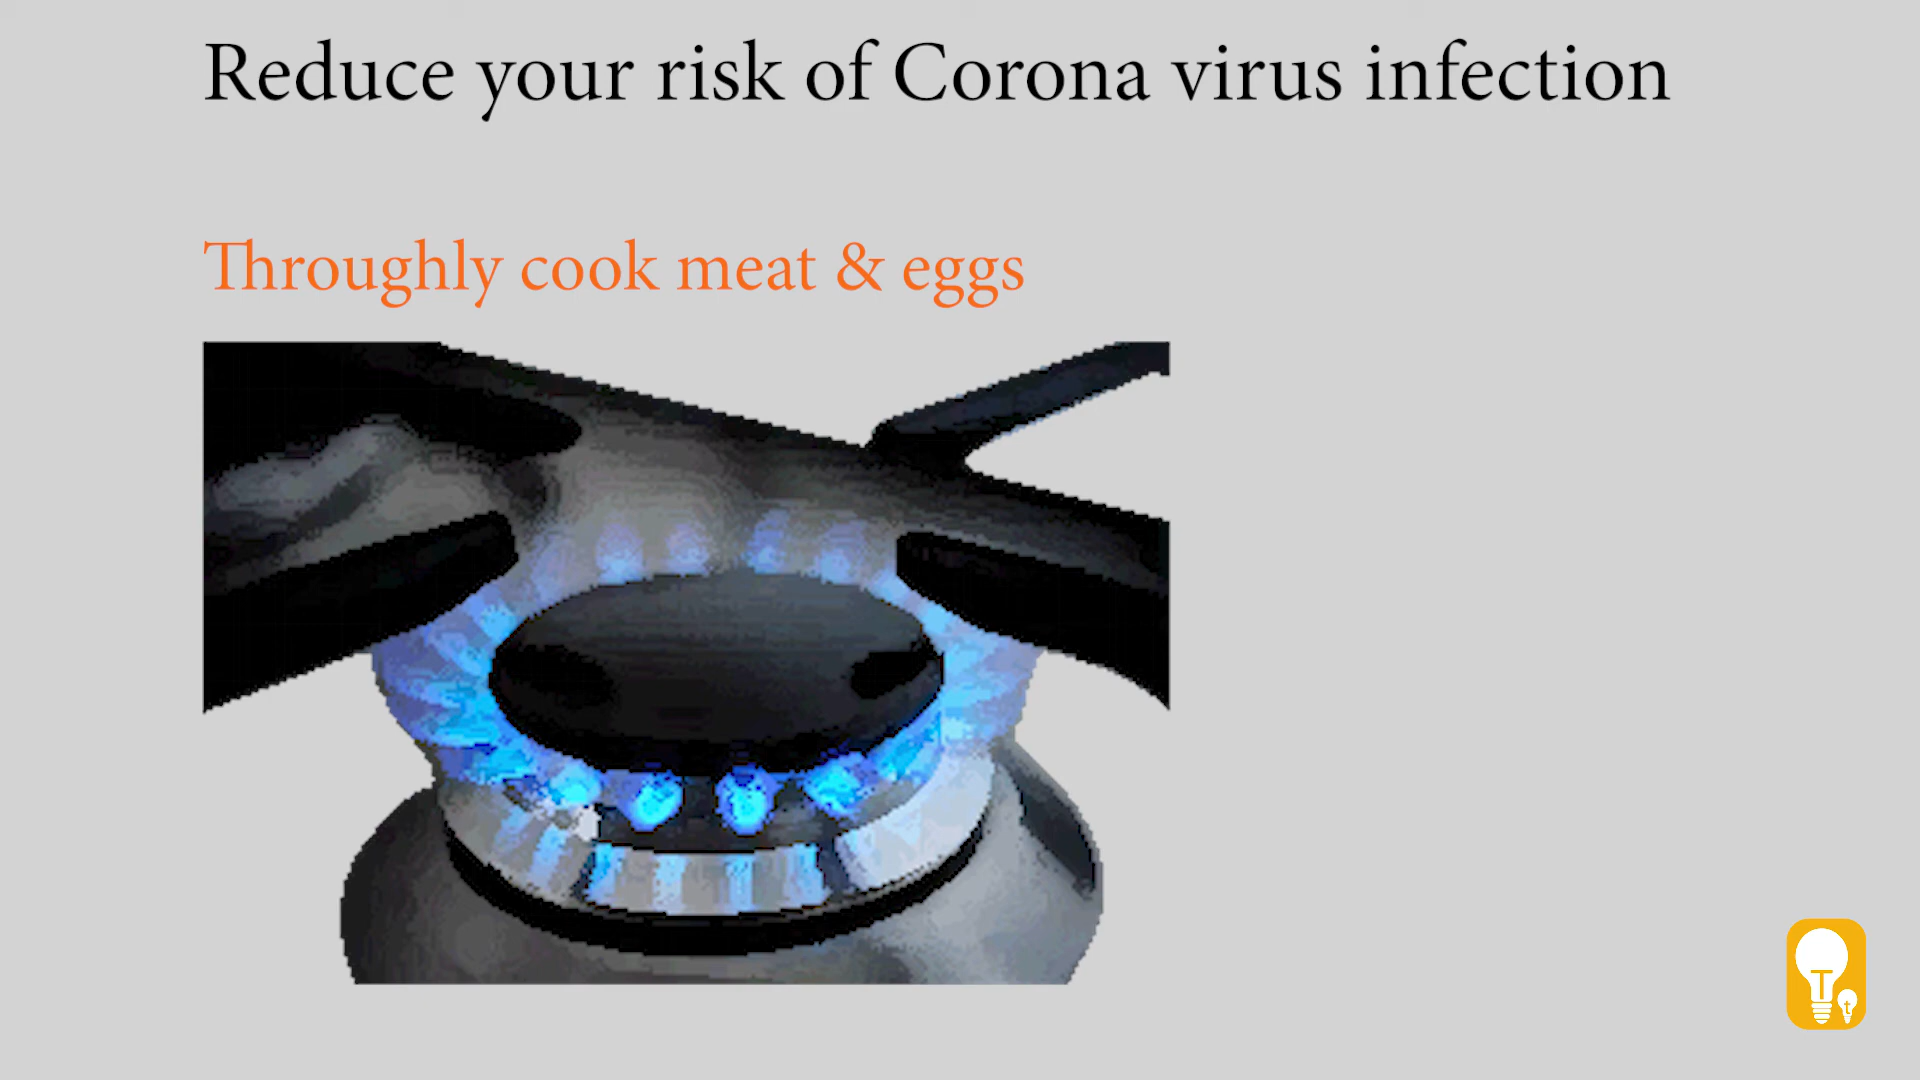 Reduce your risk of Corona virus infection
Throughly cook meat & eggs